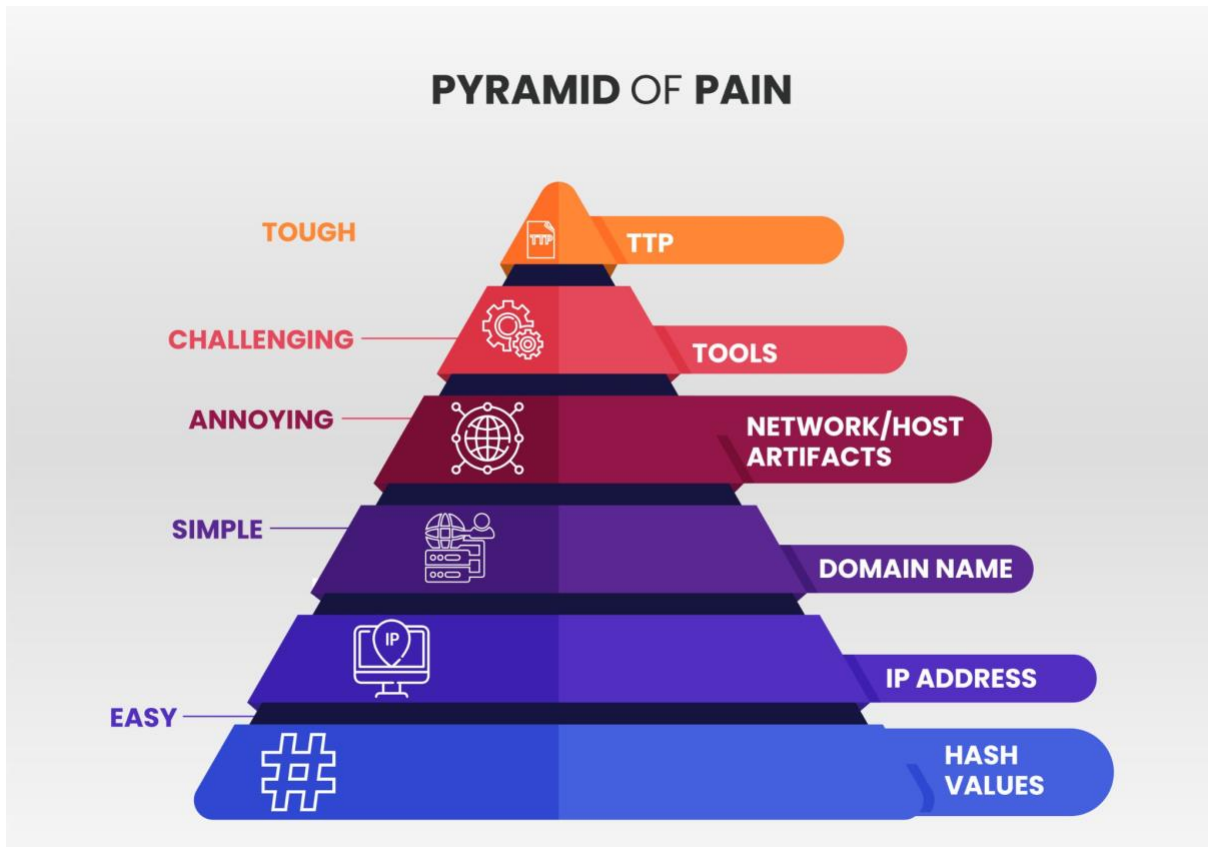 PYRAMID OF PAIN
TOUGH
TTP
TTP
CHALLENGING
TOOLS
ANNOYING
NETWORK/HOST
ARTIFACTS
SIMPLE
DOMAIN NAME
IP
IP ADDRESS
EASY
HASH
VALUES